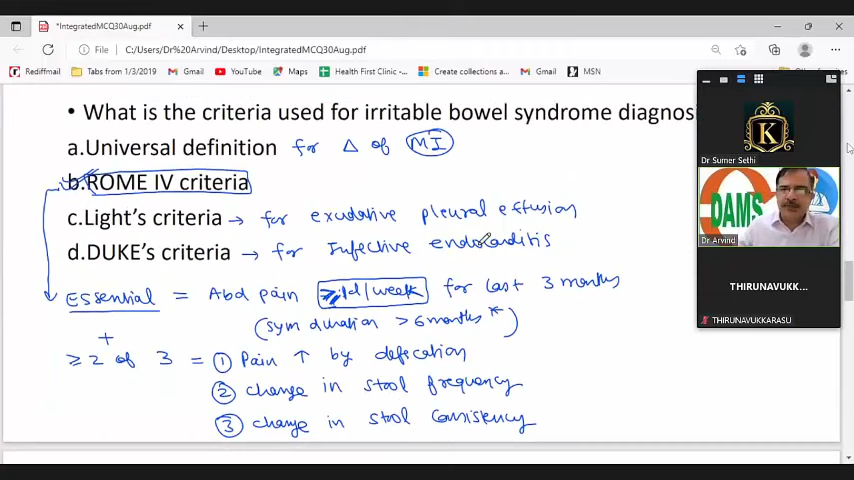 *IntegratedMCQ30Aug.pdf
File | C:/Users/Dr%20Arvind/Desktop/IntegratedMCQ30Aug.pdf
Rediffmail Tabs from 1/3/2019 Gmail YouTube Maps Health First Clinic -... Create collections a... Gmail MSN
• What is the criteria used for irritable bowel syndrome diagnosi
a.Universal definition for Δ of MI
b.ROME IV criteria
c.Light's criteria → for exudative pleural effusion
d.DUKE's criteria → for Infective endocarditis
Essential = Abd pain ≥1d/week for last 3 months
(sym duration > 6 months *)
+
≥ 2 of 3 = ① Pain ↑ by defecation
② change in stool frequency
③ change in stool consistency
K
Dr Sumer Sethi
DAMS
Dr Arvind
THIRUNAVUKK...
THIRUNAVUKKARASU